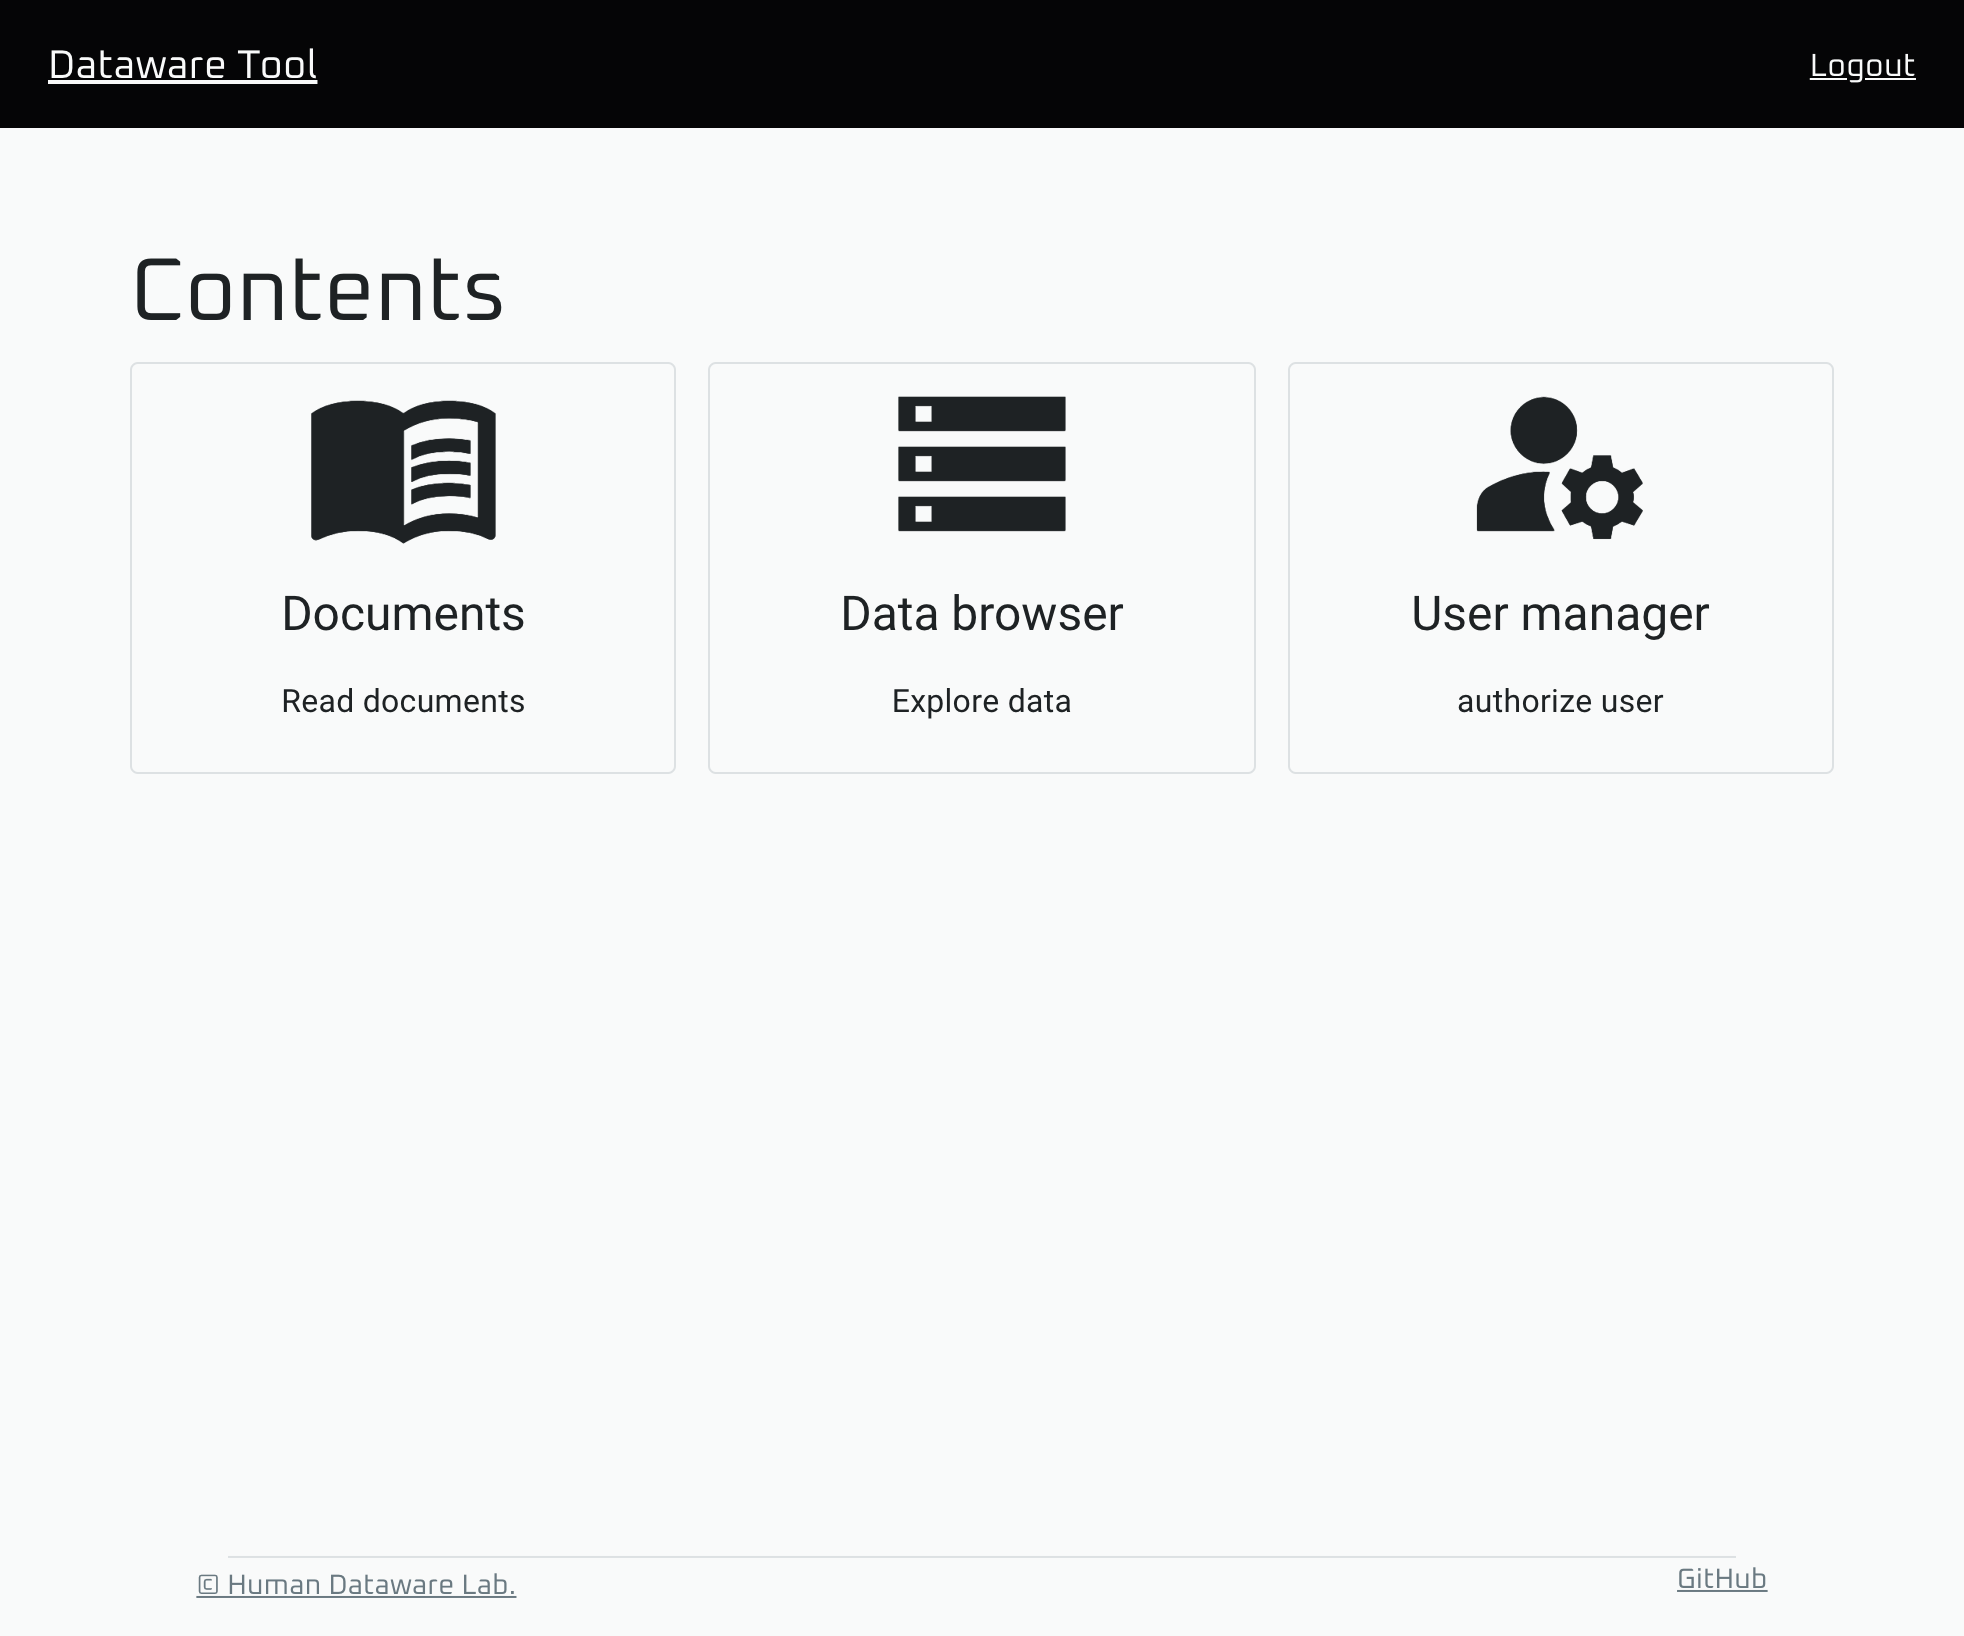 Dataware Tool
Logout
Contents
Documents
Read documents
Data browser
Explore data
User manager
authorize user
© Human Dataware Lab.
GitHub